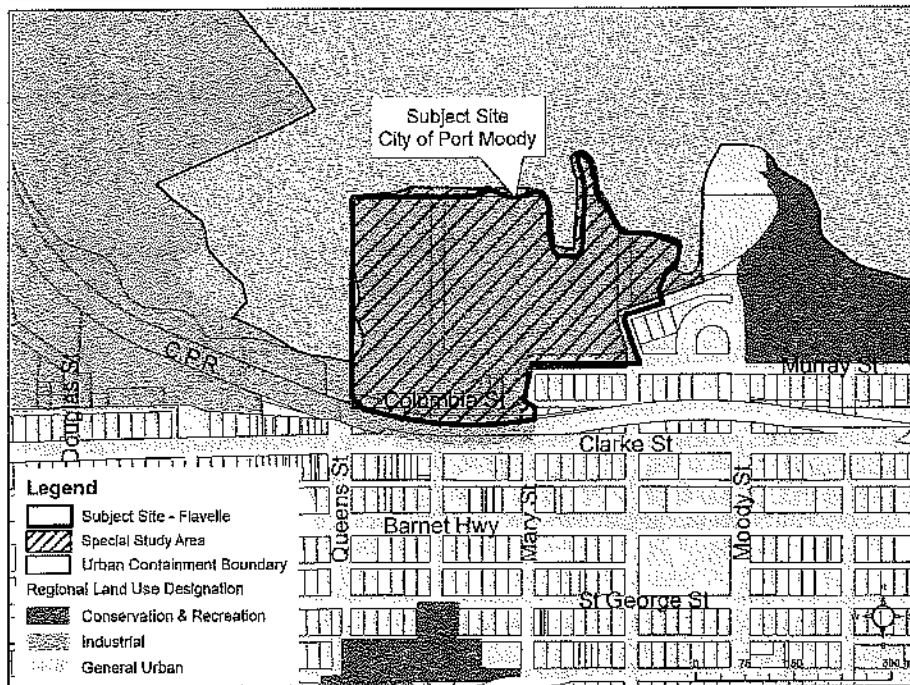 Subject Site
City of Port Moody
C.P.R.
Douglas St
Columbia St
Murray St
Clarke St
Queens St
Barnet Hwy
Mary St
Moody St
St George St
Legend
Subject Site - Flavelle
Special Study Area
Urban Containment Boundary
Regional Land Use Designation
Conservation & Recreation
Industrial
General Urban
0 75 150 300 m